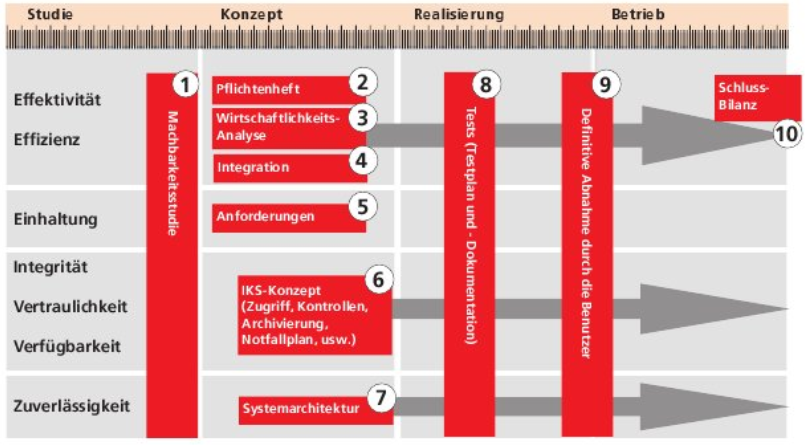 Studie
Konzept
Realisierung
Betrieb
Effektivität
Effizienz
1
Machbarkeitsstudie
Pflichtenheft
2
Wirtschaftlichkeits-
Analyse
3
Integration
4
8
Tests (Testplan und - Dokumentation)
9
Definitive Abnahme durch die Benutzer
Schluss-
Bilanz
10
Einhaltung
Anforderungen
5
Integrität
Vertraulichkeit
Verfügbarkeit
IKS-Konzept
(Zugriff, Kontrollen,
Archivierung,
Notfallplan, usw.)
6
Zuverlässigkeit
Systemarchitektur
7